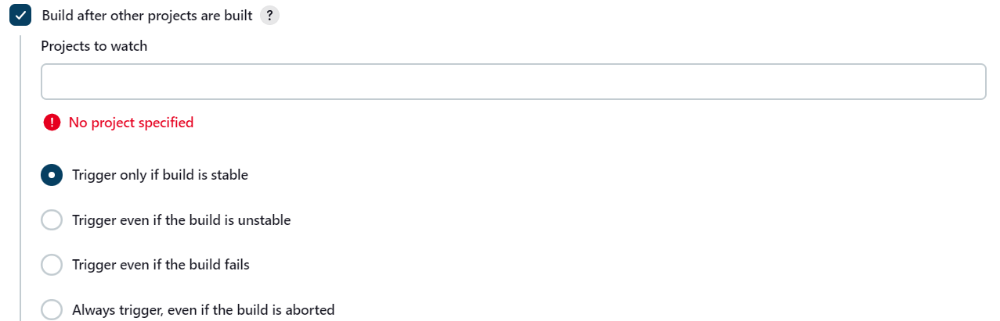 Build after other projects are built ?
Projects to watch
! No project specified
Trigger only if build is stable
Trigger even if the build is unstable
Trigger even if the build fails
Always trigger, even if the build is aborted